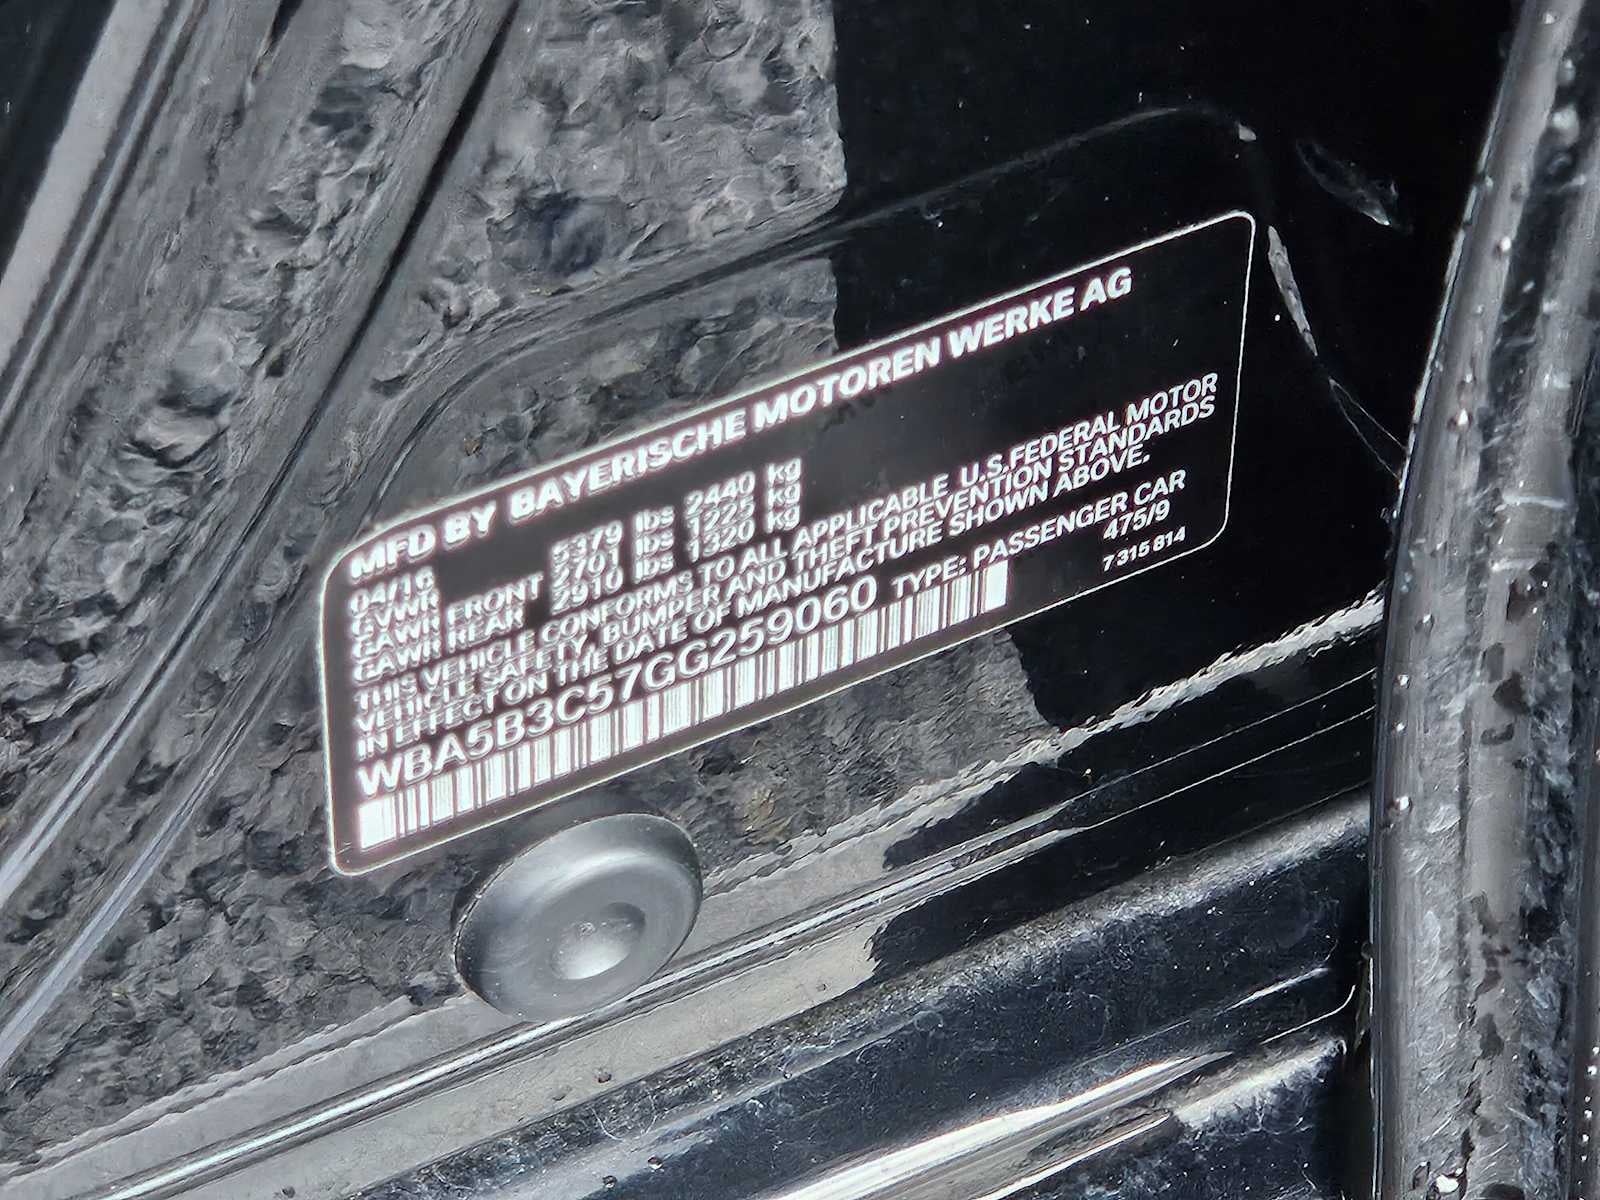 MFD BY BAYERISCHE MOTOREN WERKE AG
04/16
GVWR 5379 lbs 2440 kg
GAWR FRONT 2701 lbs 1225 kg
GAWR REAR 2910 lbs 1320 kg
THIS VEHICLE CONFORMS TO ALL APPLICABLE U.S.FEDERAL MOTOR
VEHICLE SAFETY, BUMPER AND THEFT PREVENTION STANDARDS
IN EFFECT ON THE DATE OF MANUFACTURE SHOWN ABOVE.
WBA5B3C57GG259060 TYPE: PASSENGER CAR
475/9
7 315 814